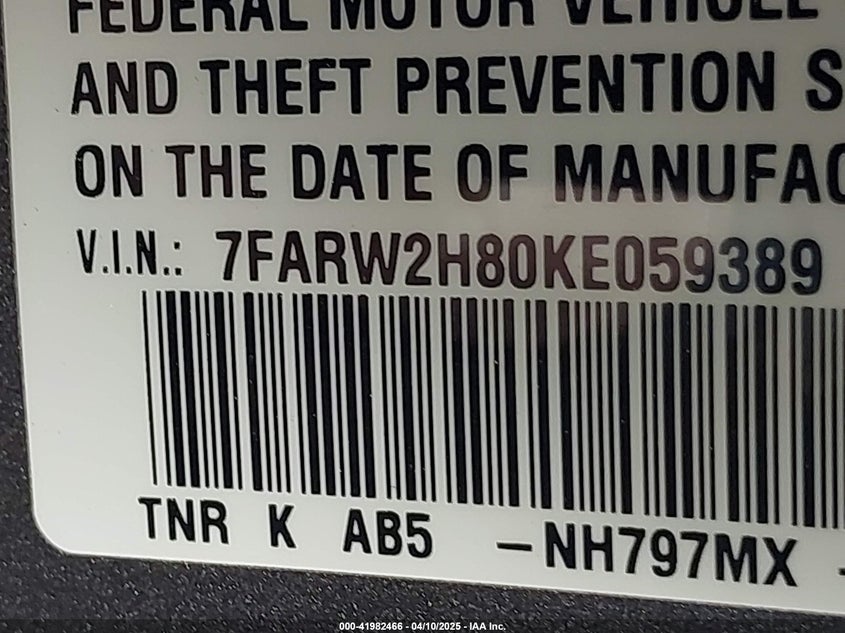 FEDERAL MOTOR VEHICLE
AND THEFT PREVENTION S
ON THE DATE OF MANUFAC
V.I.N.: 7FARW2H80KE059389
TNR K AB5 -NH797MX -
000-41982466 - 04/10/2025 - IAA Inc.